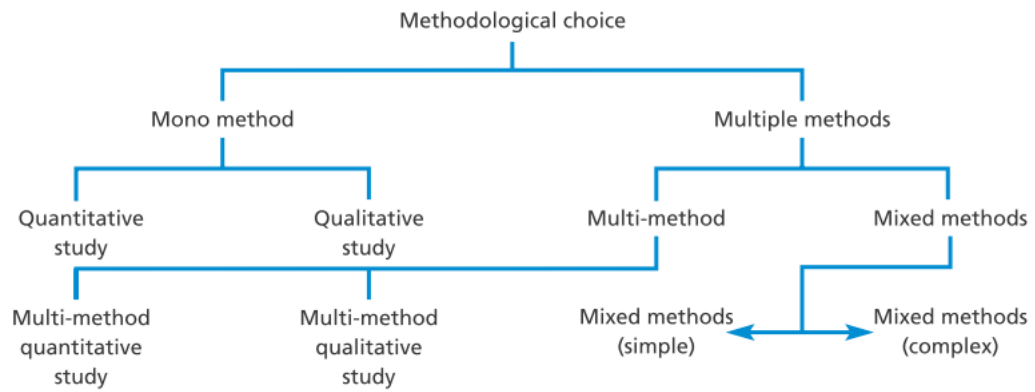 Methodological choice
Mono method
Multiple methods
Quantitative
study
Qualitative
study
Multi-method
Mixed methods
Multi-method
quantitative
study
Multi-method
qualitative
study
Mixed methods
(simple)
Mixed methods
(complex)